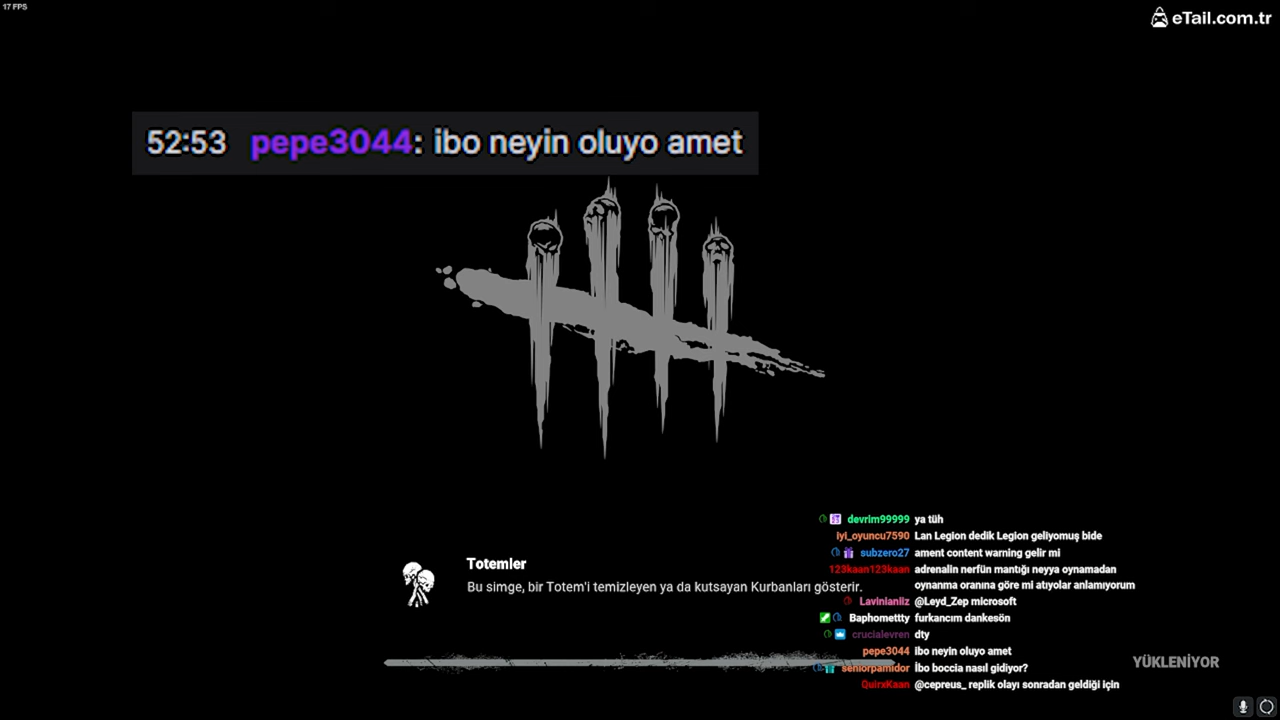 17 FPS
eTail.com.tr
52:53 pepe3044: ibo neyin oluyo amet
devrim99999 ya tüh
iyi_oyuncu7590 Lan Legion dedik Legion geliyomuş bide
subzero27 ament content warning gelir mi
123kaan123kaan adrenalin nerfün mantığı neyya oynamadan
oynanma oranına göre mi atıyolar anlamıyorum
Totemler
Bu simge, bir Totem'i temizleyen ya da kutsayan Kurbanları gösterir.
Lavinianliz @Leyd_Zep microsoft
Baphomettty furkancım dankesön
crucialevren dty
pepe3044 ibo neyin oluyo amet
seniorpamidor İbo boccia nasıl gidiyor?
QuirxKaan @cepreus_ replik olayı sonradan geldiği için
YÜKLENİYOR